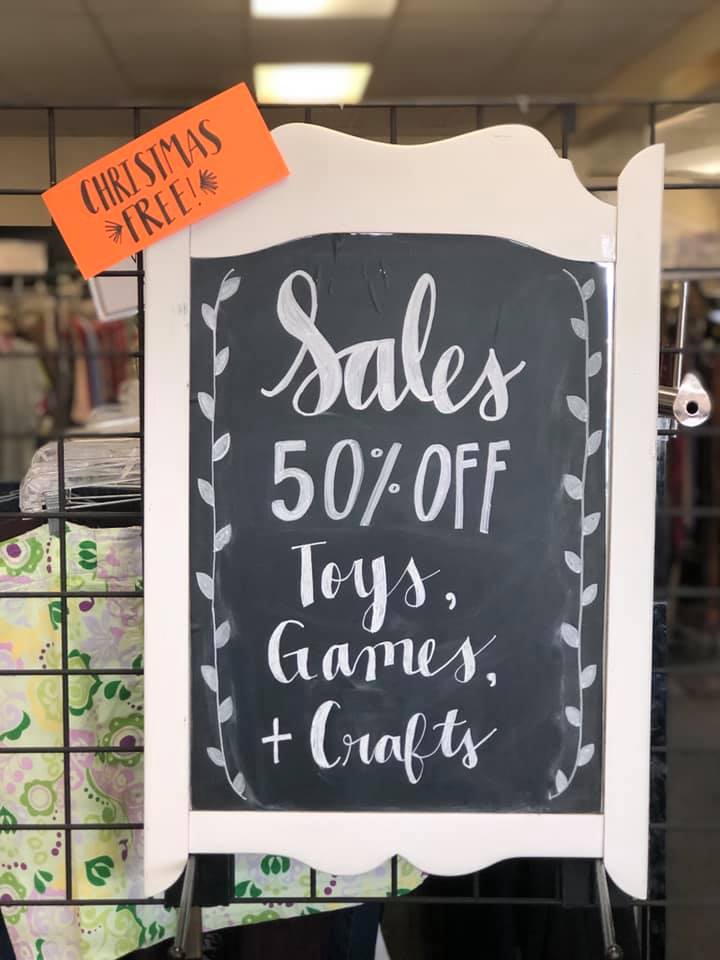 CHRISTMAS
FREE!
Sales
50% OFF
Toys,
Games,
+ Crafts